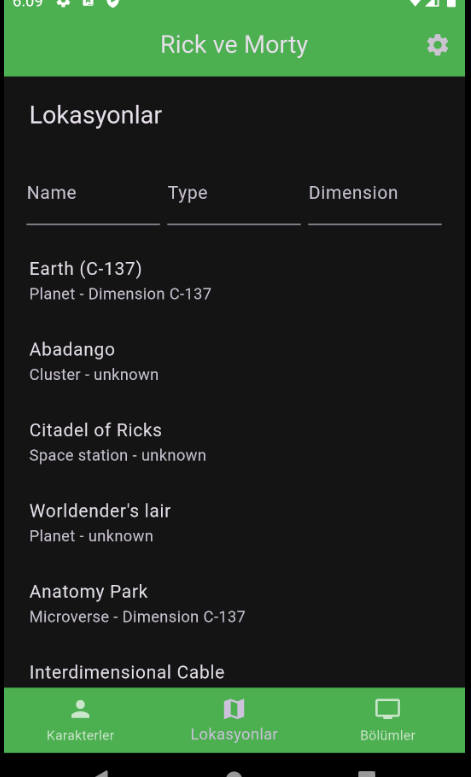 6:09
Rick ve Morty
Lokasyonlar
Name Type Dimension
Earth (C-137)
Planet - Dimension C-137
Abadango
Cluster - unknown
Citadel of Ricks
Space station - unknown
Worldender's lair
Planet - unknown
Anatomy Park
Microverse - Dimension C-137
Interdimensional Cable
Karakterler Lokasyonlar Bölümler